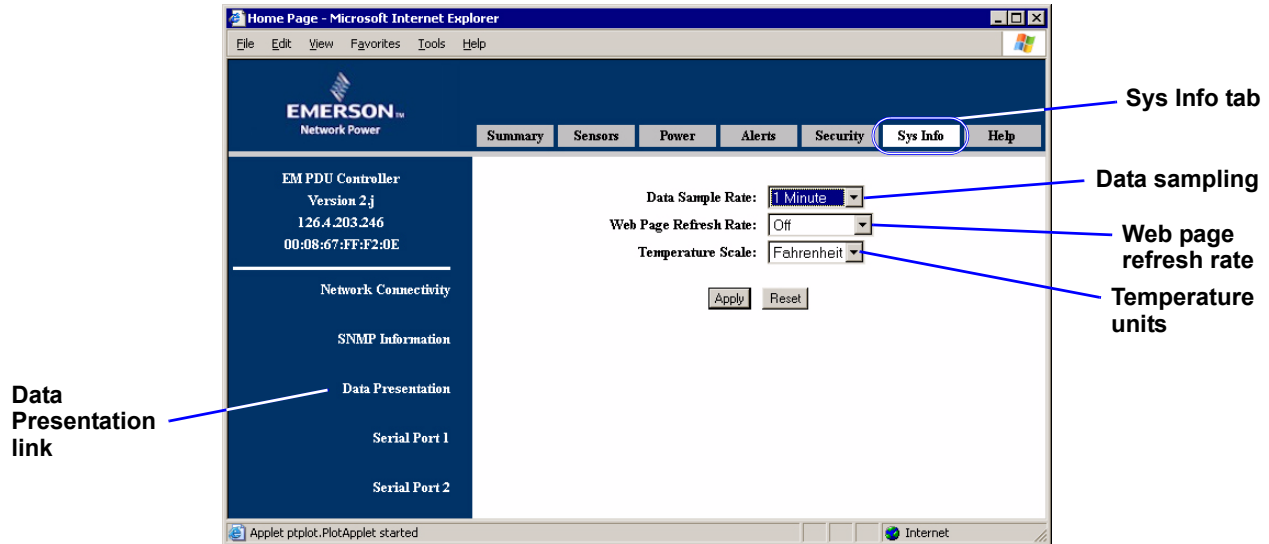 Home Page - Microsoft Internet Explorer
File Edit View Favorites Tools Help
EMERSON™
Network Power
Summary Sensors Power Alerts Security Sys Info Help
Sys Info tab
EM PDU Controller
Version 2.j
126.4.203.246
00:08:67:FF:F2:0E
Data Sample Rate: 1 Minute
Web Page Refresh Rate: Off
Temperature Scale: Fahrenheit
Apply Reset
Data sampling
Web page
refresh rate
Temperature
units
Network Connectivity
SNMP Information
Data Presentation
Serial Port 1
Serial Port 2
Data
Presentation
link
Applet ptplot.PlotApplet started
Internet